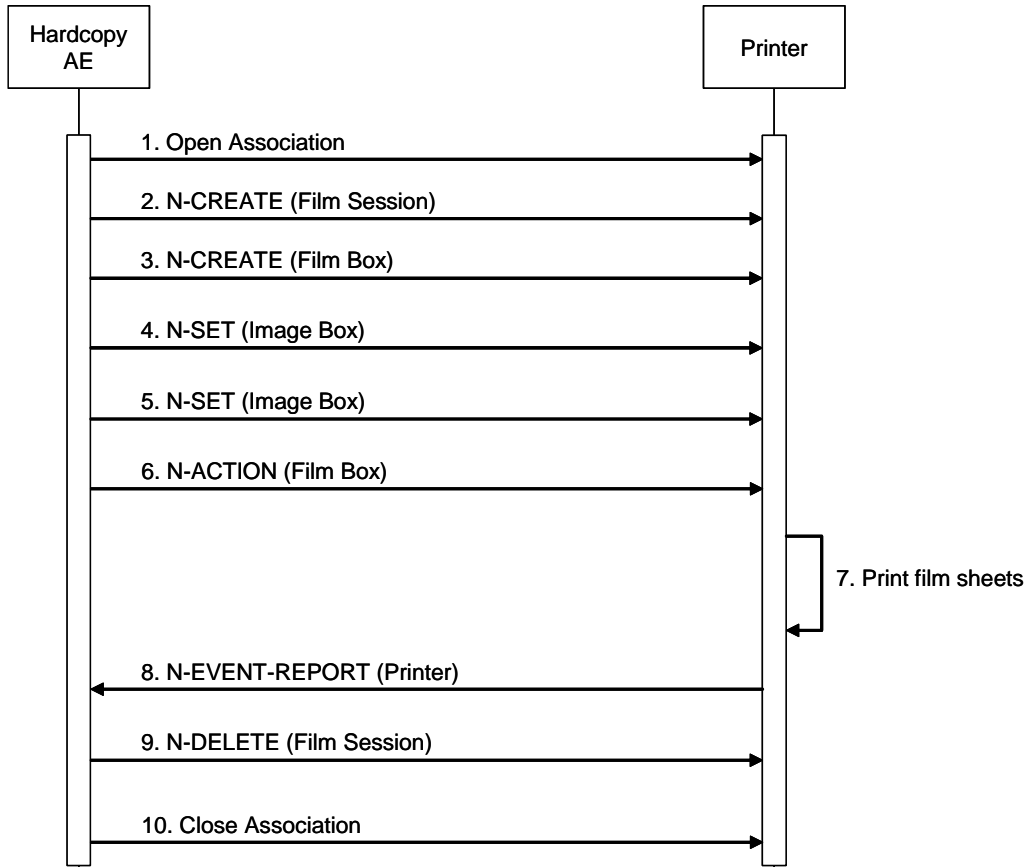 Hardcopy
AE
Printer
1. Open Association
2. N-CREATE (Film Session)
3. N-CREATE (Film Box)
4. N-SET (Image Box)
5. N-SET (Image Box)
6. N-ACTION (Film Box)
7. Print film sheets
8. N-EVENT-REPORT (Printer)
9. N-DELETE (Film Session)
10. Close Association